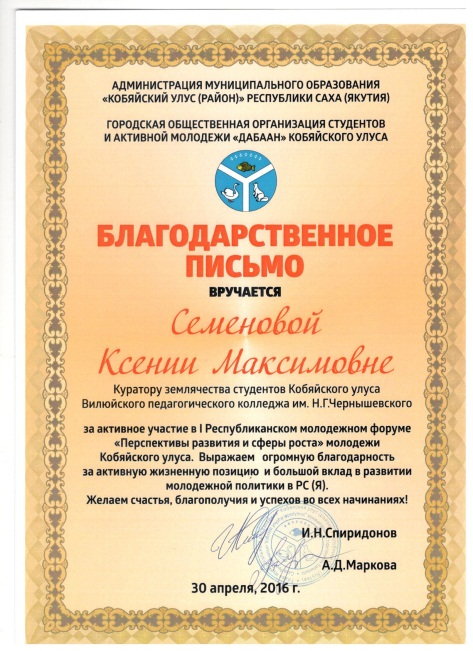 АДМИНИСТРАЦИЯ МУНИЦИПАЛЬНОГО ОБРАЗОВАНИЯ
«КОБЯЙСКИЙ УЛУС (РАЙОН)» РЕСПУБЛИКИ САХА (ЯКУТИЯ)
ГОРОДСКАЯ ОБЩЕСТВЕННАЯ ОРГАНИЗАЦИЯ СТУДЕНТОВ
И АКТИВНОЙ МОЛОДЕЖИ «ДАБААН» КОБЯЙСКОГО УЛУСА
БЛАГОДАРСТВЕННОЕ
ПИСЬМО
ВРУЧАЕТСЯ
Семеновой
Ксении Максимовне
Куратору землячества студентов Кобяйского улуса
Вилюйского педагогического колледжа им. Н.Г.Чернышевского
за активное участие в I Республиканском молодежном форуме
«Перспективы развития и сферы роста» молодежи
Кобяйского улуса. Выражаем огромную благодарность
за активную жизненную позицию и большой вклад в развитии
молодежной политики в РС (Я).
Желаем счастья, благополучия и успехов во всех начинаниях!
И.Н.Спиридонов
А.Д.Маркова
30 апреля, 2016 г.